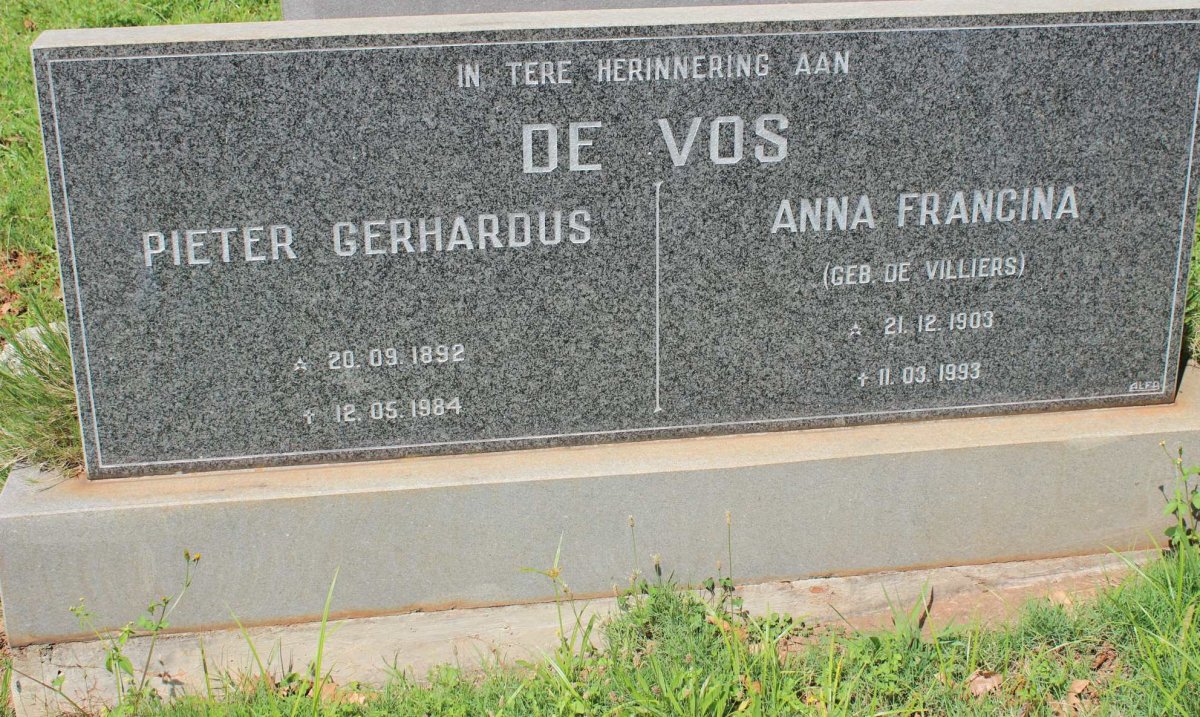 IN TERE HERINNERING AAN
DE VOS
PIETER GERHARDUS
☆ 20. 09. 1892
† 12. 05. 1984
ANNA FRANCINA
(GEB. DE VILLIERS)
☆ 21. 12. 1903
† 11. 03. 1993
ALFA